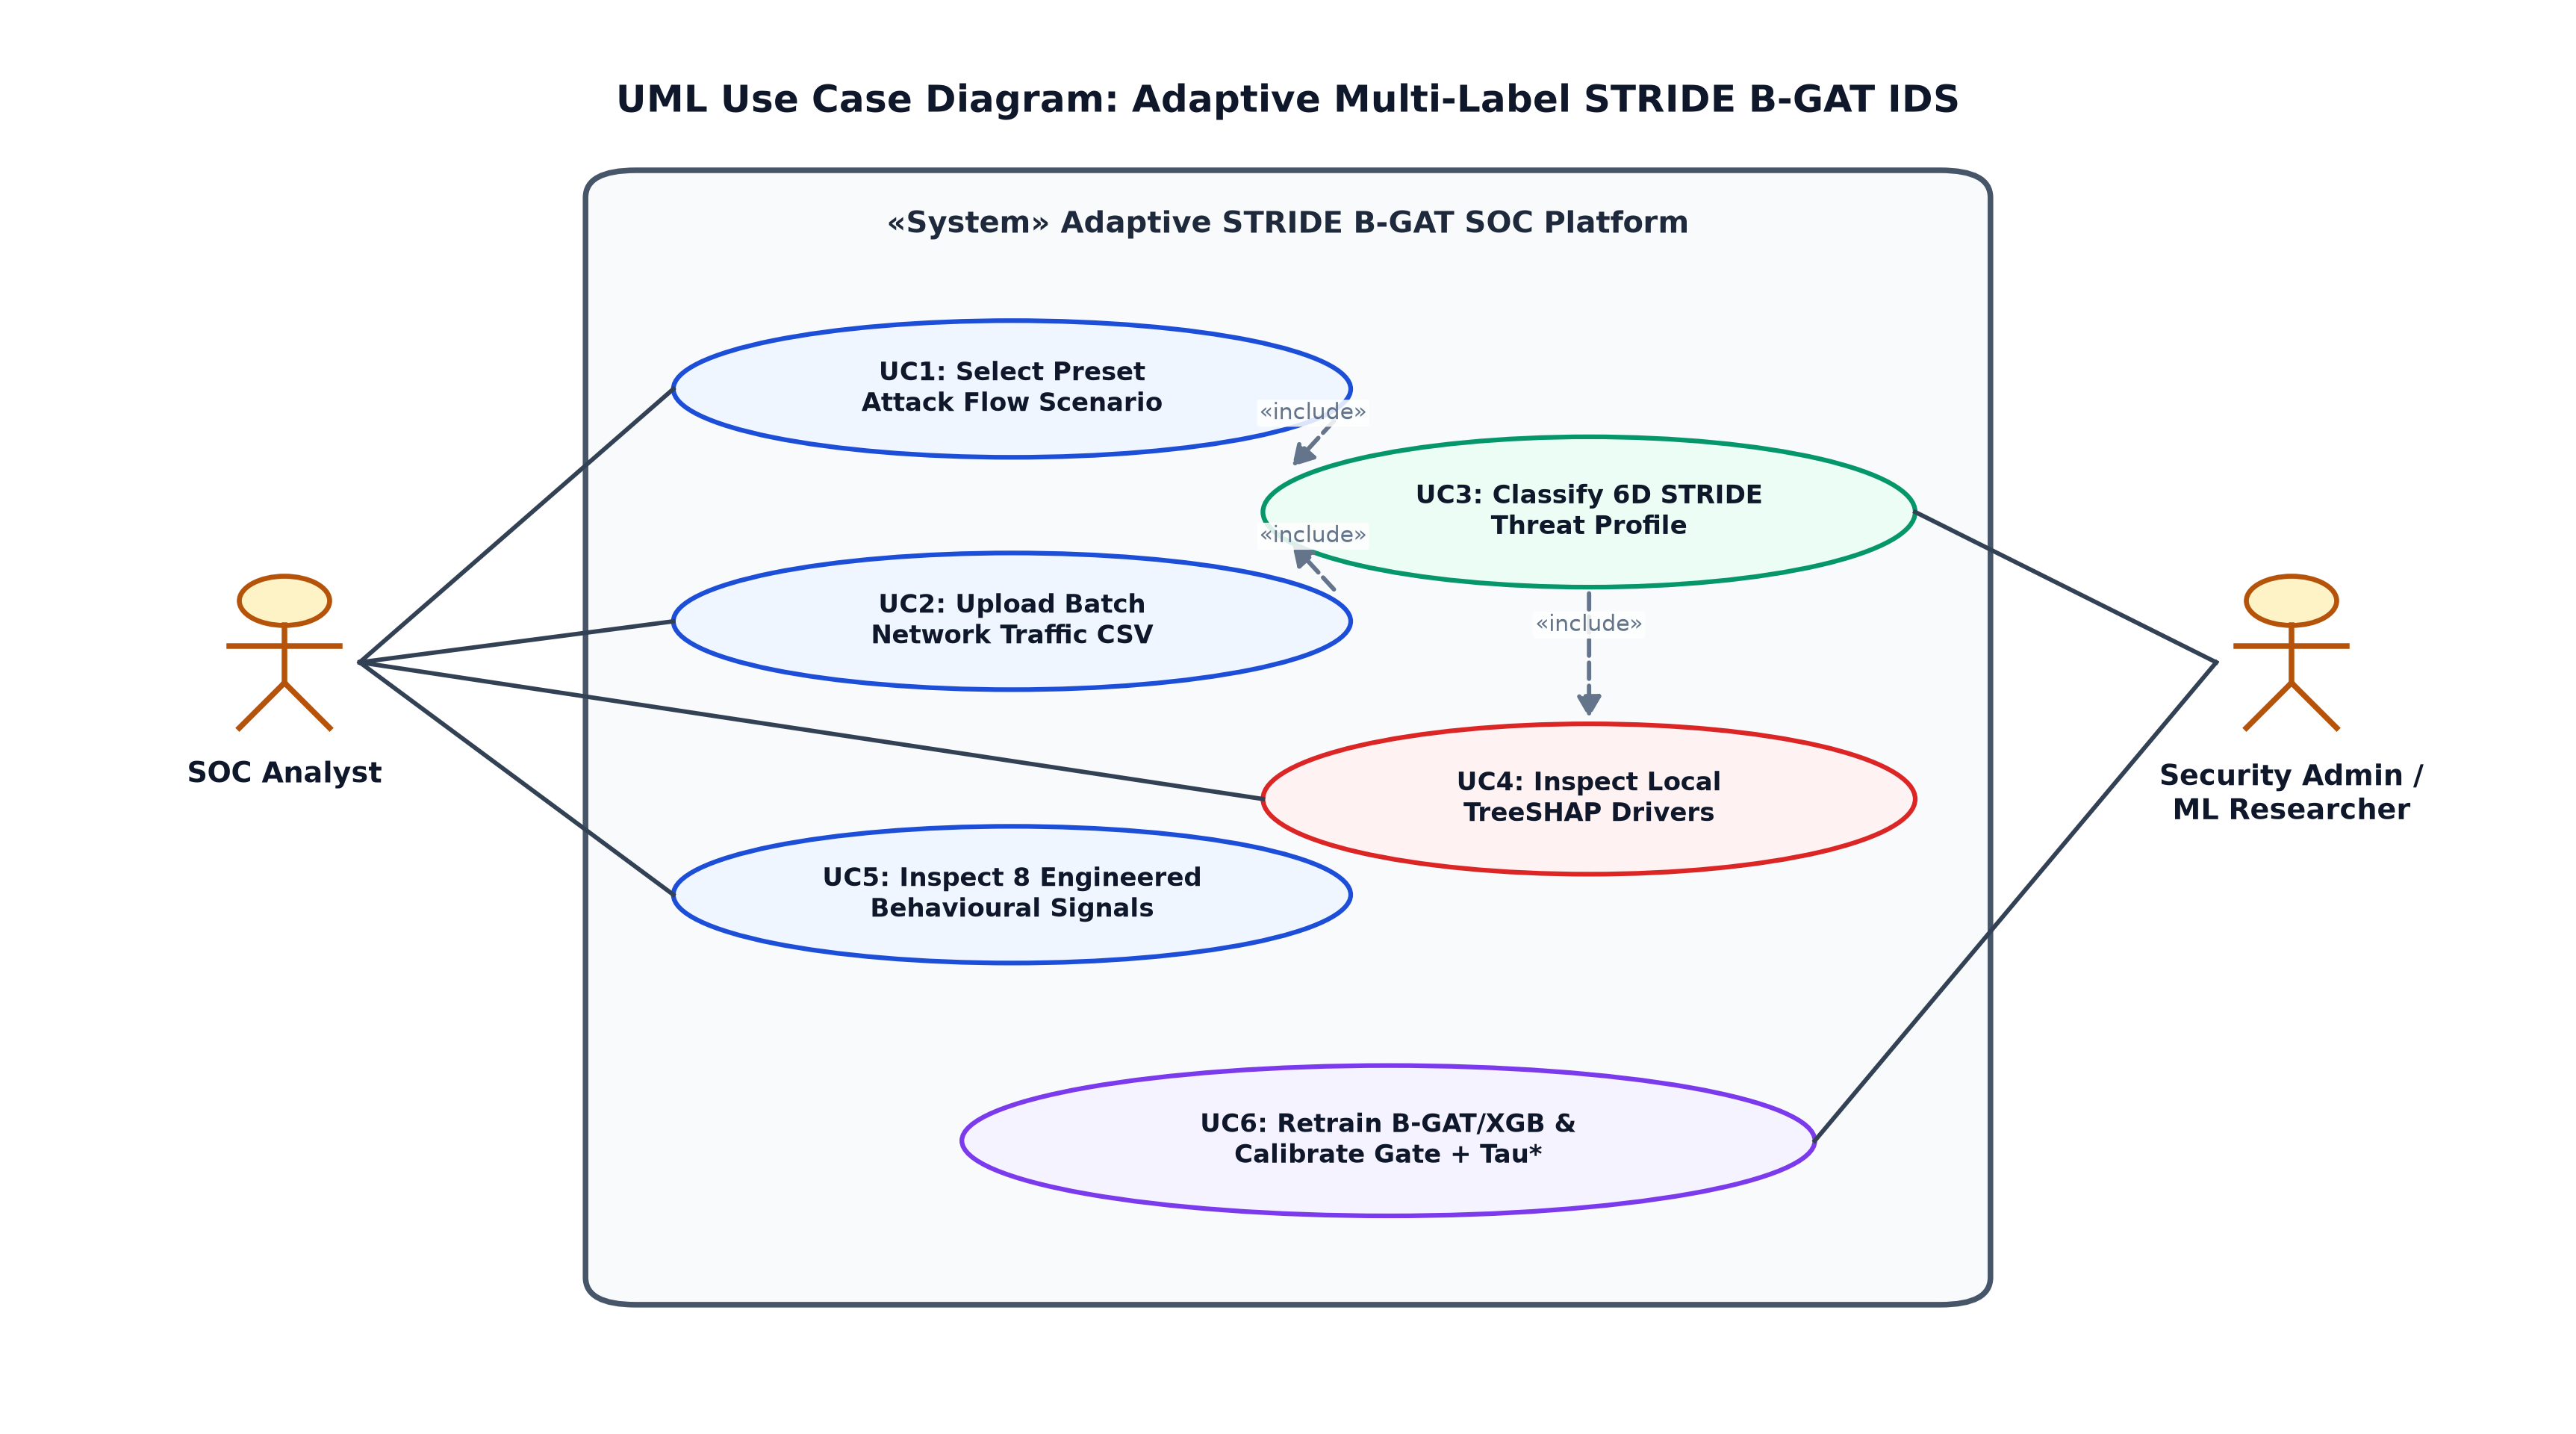 UML Use Case Diagram: Adaptive Multi-Label STRIDE B-GAT IDS
«System» Adaptive STRIDE B-GAT SOC Platform
UC1: Select Preset
Attack Flow Scenario
«include»
UC3: Classify 6D STRIDE
Threat Profile
«include»
UC2: Upload Batch
Network Traffic CSV
«include»
SOC Analyst
Security Admin /
ML Researcher
UC4: Inspect Local
TreeSHAP Drivers
UC5: Inspect 8 Engineered
Behavioural Signals
UC6: Retrain B-GAT/XGB &
Calibrate Gate + Tau*